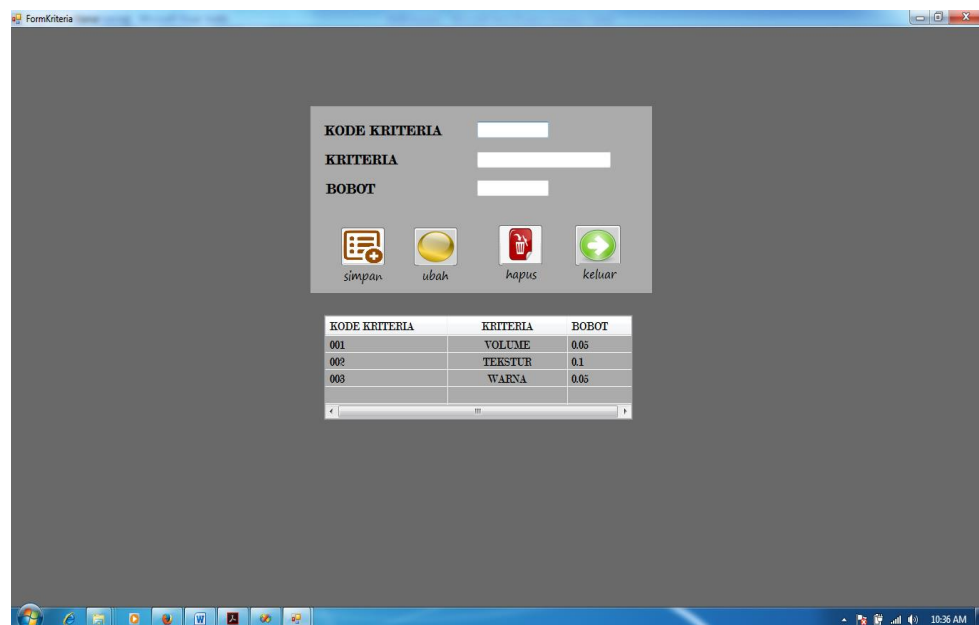 FormKriteria
KODE KRITERIA
KRITERIA
BOBOT
simpan ubah hapus keluar
KODE KRITERIA KRITERIA BOBOT
001 VOLUME 0.05
002 TEKSTUR 0.1
003 WARNA 0.05
10:36 AM